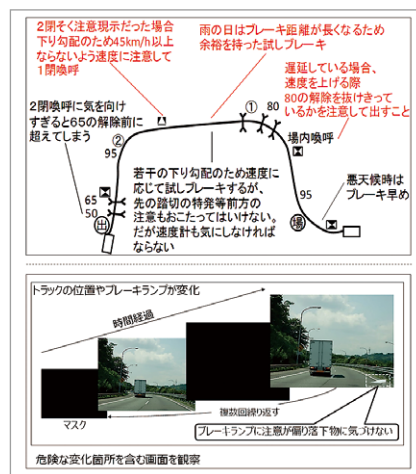 2閉そく注意現示だった場合
下り勾配のため45km/h以上
ならないよう速度に注意して
1閉喚呼
雨の日はブレーキ距離が長くなるため
余裕を持った試しブレーキ
遅延している場合、
速度を上げる際
80の解除を抜けきって
いるかを注意して出すこと
①
80
2閉喚呼に気を向け
すぎると65の解除前に
超えてしまう
②
95
場内喚呼
若干の下り勾配のため速度に
応じて試しブレーキするが、
先の踏切の特発等前方の
注意もおこたってはいけない。
だが速度計も気にしなければ
ならない
65
50
出
95
場
悪天候時は
ブレーキ早め
トラックの位置やブレーキランプが変化
時間経過
マスク
複数回繰り返す
ブレーキランプに注意が偏り落下物に気づけない
危険な変化箇所を含む画面を観察